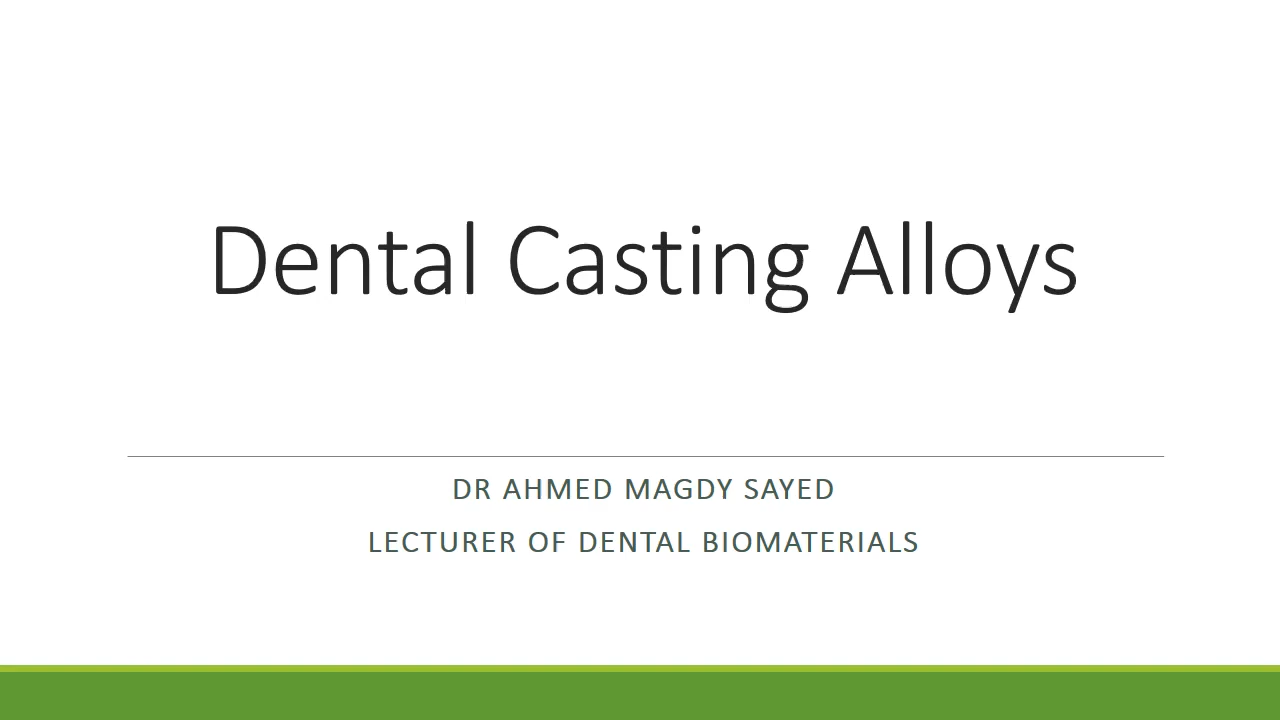 Dental Casting Alloys
DR AHMED MAGDY SAYED
LECTURER OF DENTAL BIOMATERIALS